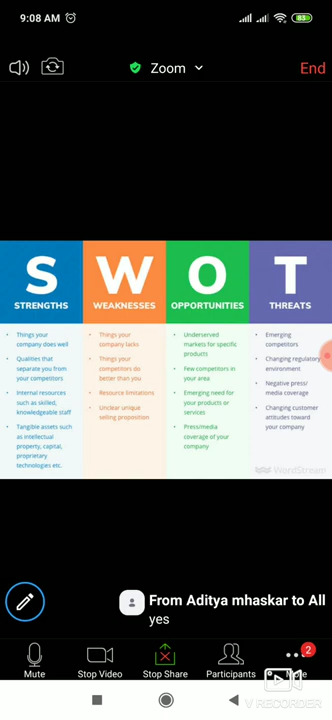 9:08 AM
83
Zoom
End
S
STRENGTHS
Things your
company does well
Qualities that
separate you from
your competitors
Internal resources
such as skilled,
knowledgeable staff
Tangible assets such
as intellectual
property, capital,
proprietary
technologies etc.
W
WEAKNESSES
Things your
company lacks
Things your
competitors do
better than you
Resource limitations
Unclear unique
selling proposition
O
OPPORTUNITIES
Underserved
markets for specific
products
Few competitors in
your area
Emerging need for
your products or
services
Press/media
coverage of your
company
T
THREATS
Emerging
competitors
Changing regulatory
environment
Negative press/
media coverage
Changing customer
attitudes toward
your company
WordStream
From Aditya mhaskar to All
yes
Mute
Stop Video
Stop Share
Participants
2
V RECORDER